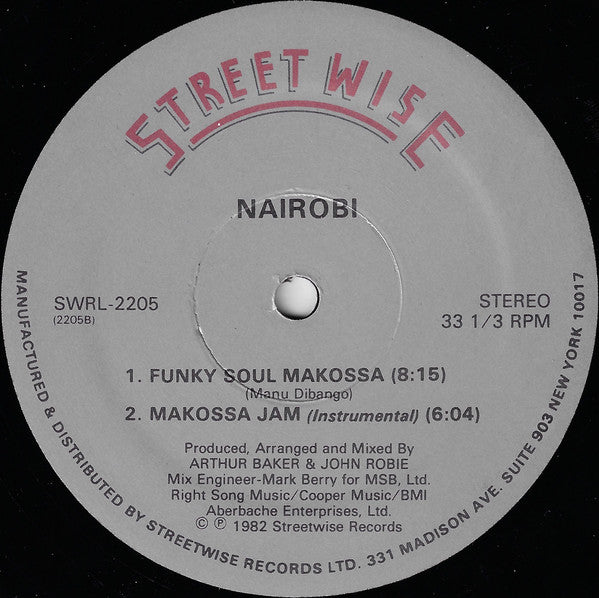 STREET WISE
NAIROBI
SWRL-2205
(2205B)
STEREO
33 1/3 RPM
1. FUNKY SOUL MAKOSSA (8:15)
(Manu Dibango)
2. MAKOSSA JAM (Instrumental) (6:04)
Produced, Arranged and Mixed By
ARTHUR BAKER & JOHN ROBIE
Mix Engineer-Mark Berry for MSB, Ltd.
Right Song Music/Cooper Music/BMI
Aberbache Enterprises, Ltd.
© ℗ 1982 Streetwise Records
MANUFACTURED & DISTRIBUTED BY STREETWISE RECORDS LTD. 331 MADISON AVE. SUITE 903 NEW YORK 10017